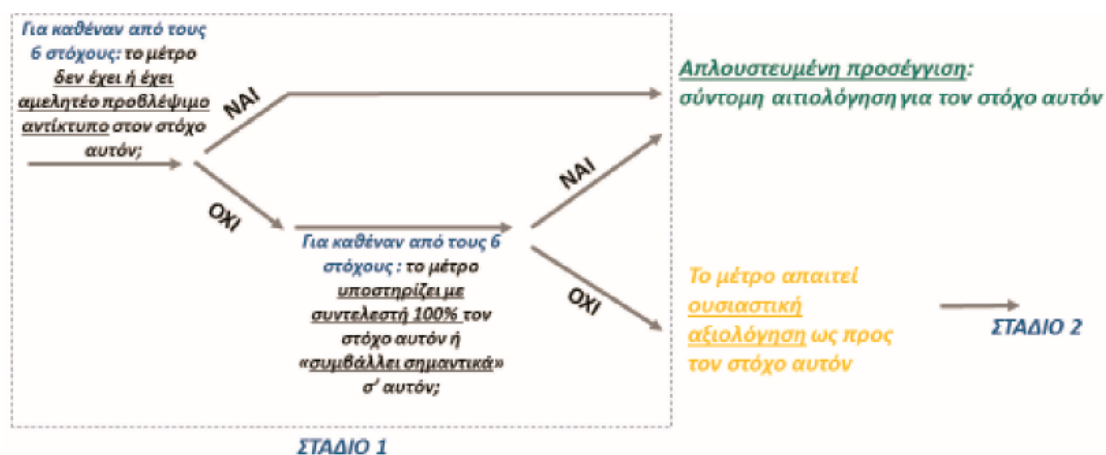 Για καθέναν από τους
6 στόχους: το μέτρο
δεν έχει ή έχει
αμελητέο προβλέψιμο
αντίκτυπο στον στόχο
αυτόν;
ΝΑΙ
Απλουστευμένη προσέγγιση:
σύντομη αιτιολόγηση για τον στόχο αυτόν
ΟΧΙ
Για καθέναν από τους 6
στόχους : το μέτρο
υποστηρίζει με
συντελεστή 100% τον
στόχο αυτόν ή
«συμβάλλει σημαντικά»
σ’ αυτόν;
ΝΑΙ
ΟΧΙ
Το μέτρο απαιτεί
ουσιαστική
αξιολόγηση ως προς
τον στόχο αυτόν
ΣΤΑΔΙΟ 2
ΣΤΑΔΙΟ 1